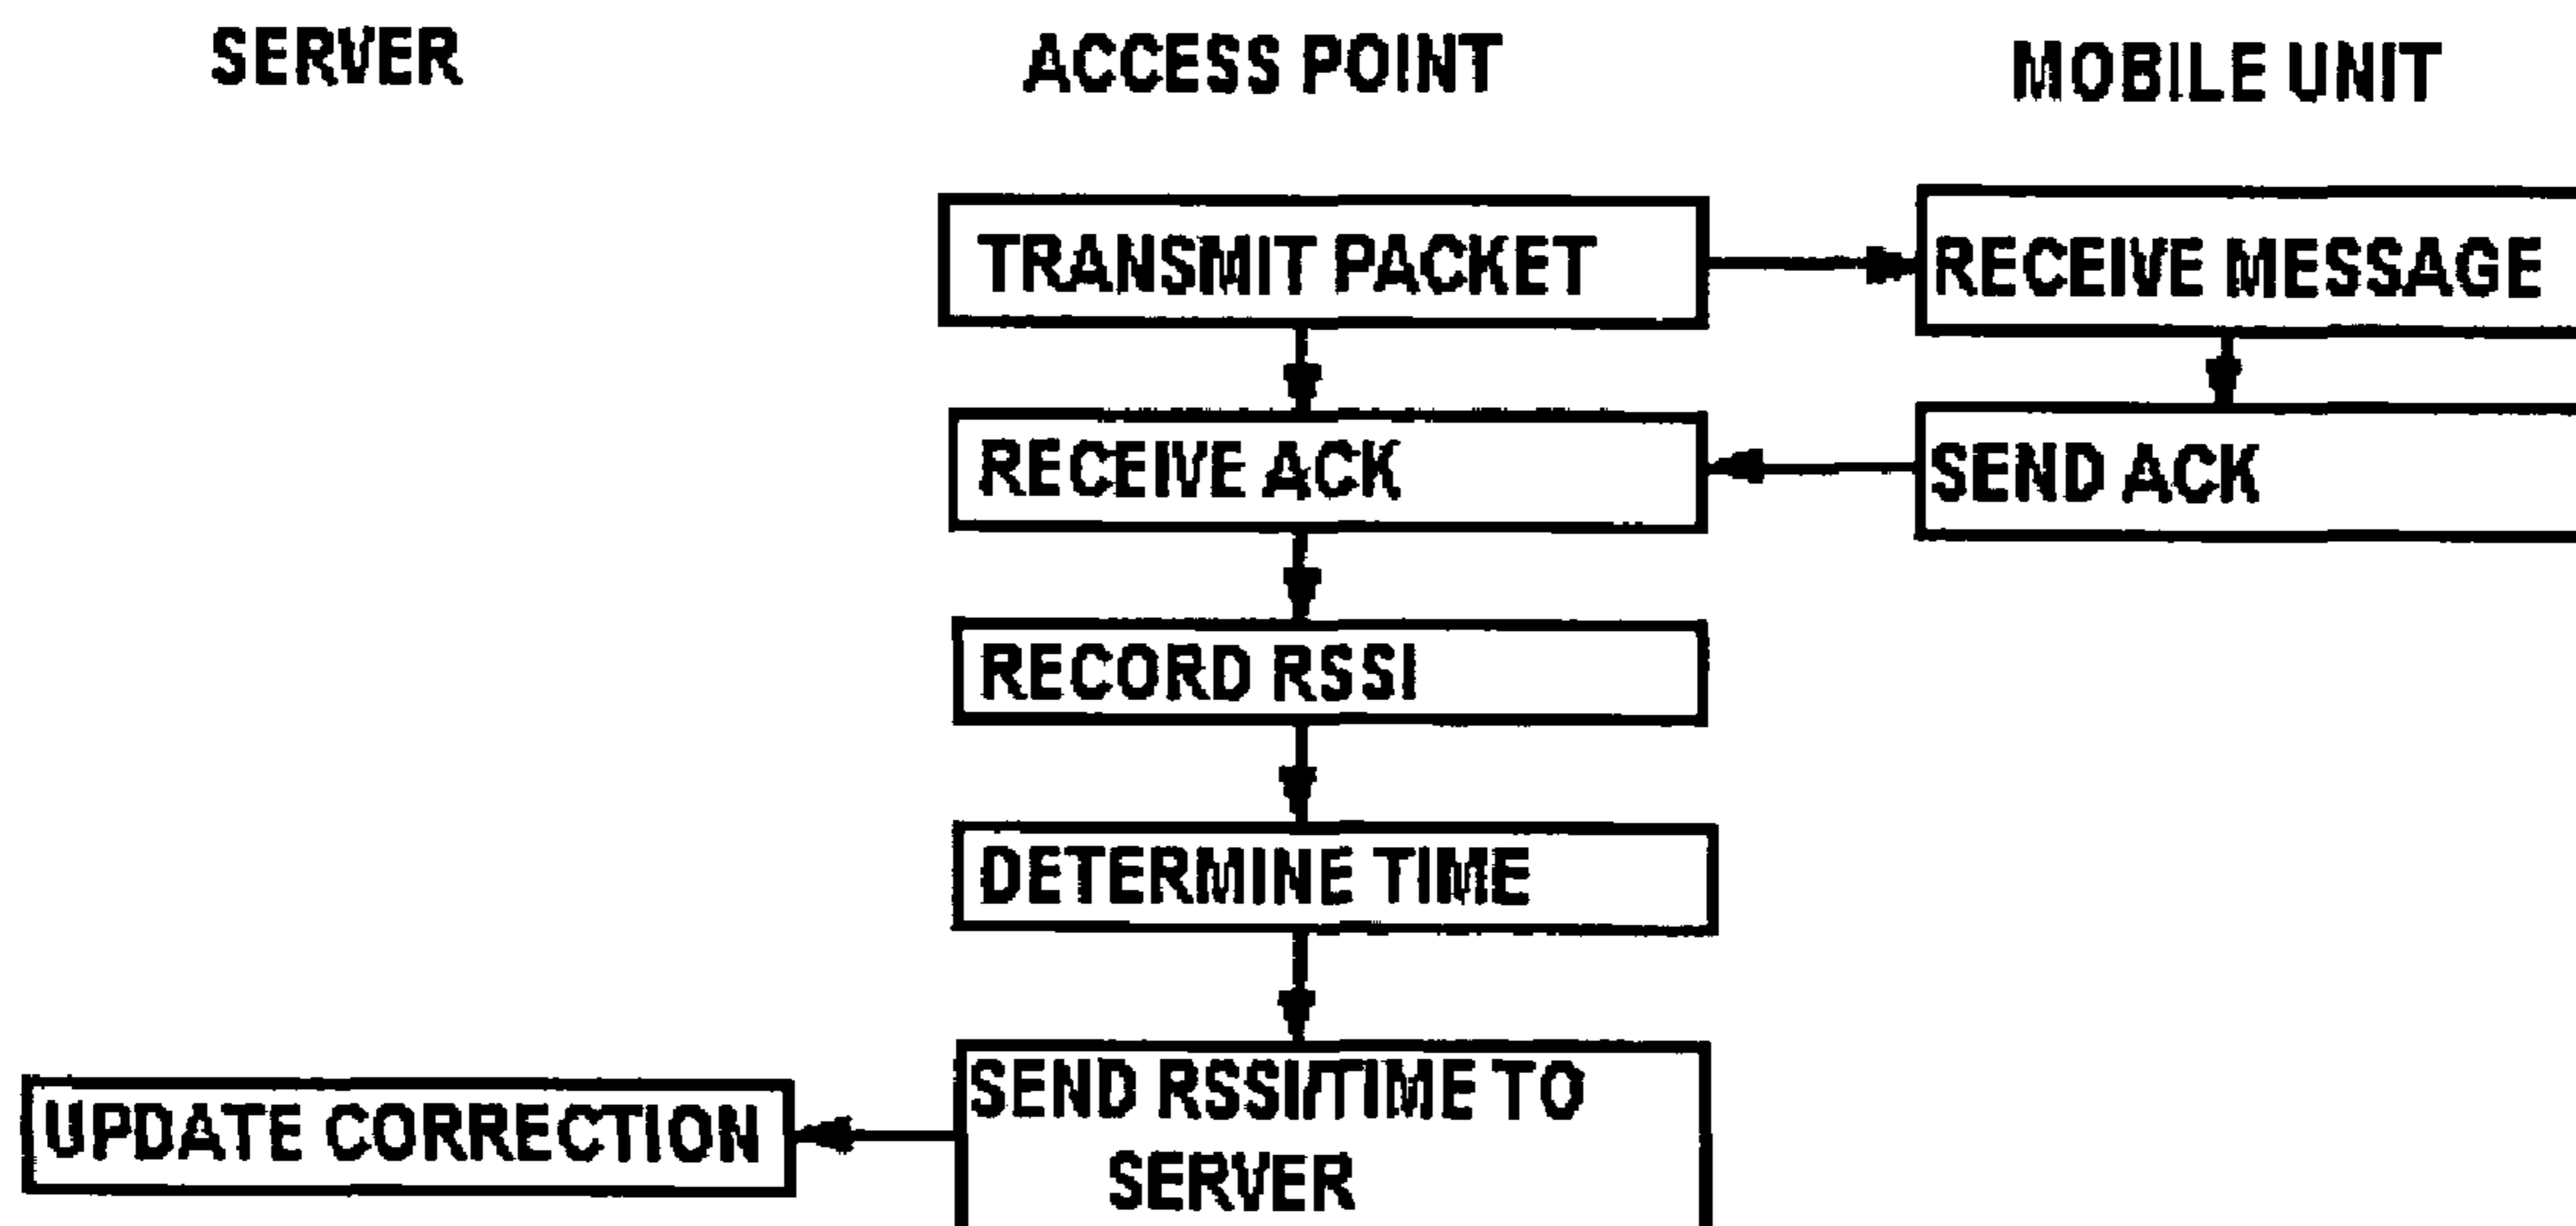 SERVER
ACCESS POINT
MOBILE UNIT
TRANSMIT PACKET
RECEIVE MESSAGE
RECEIVE ACK
SEND ACK
RECORD RSSI
DETERMINE TIME
SEND RSSI/TIME TO
SERVER
UPDATE CORRECTION